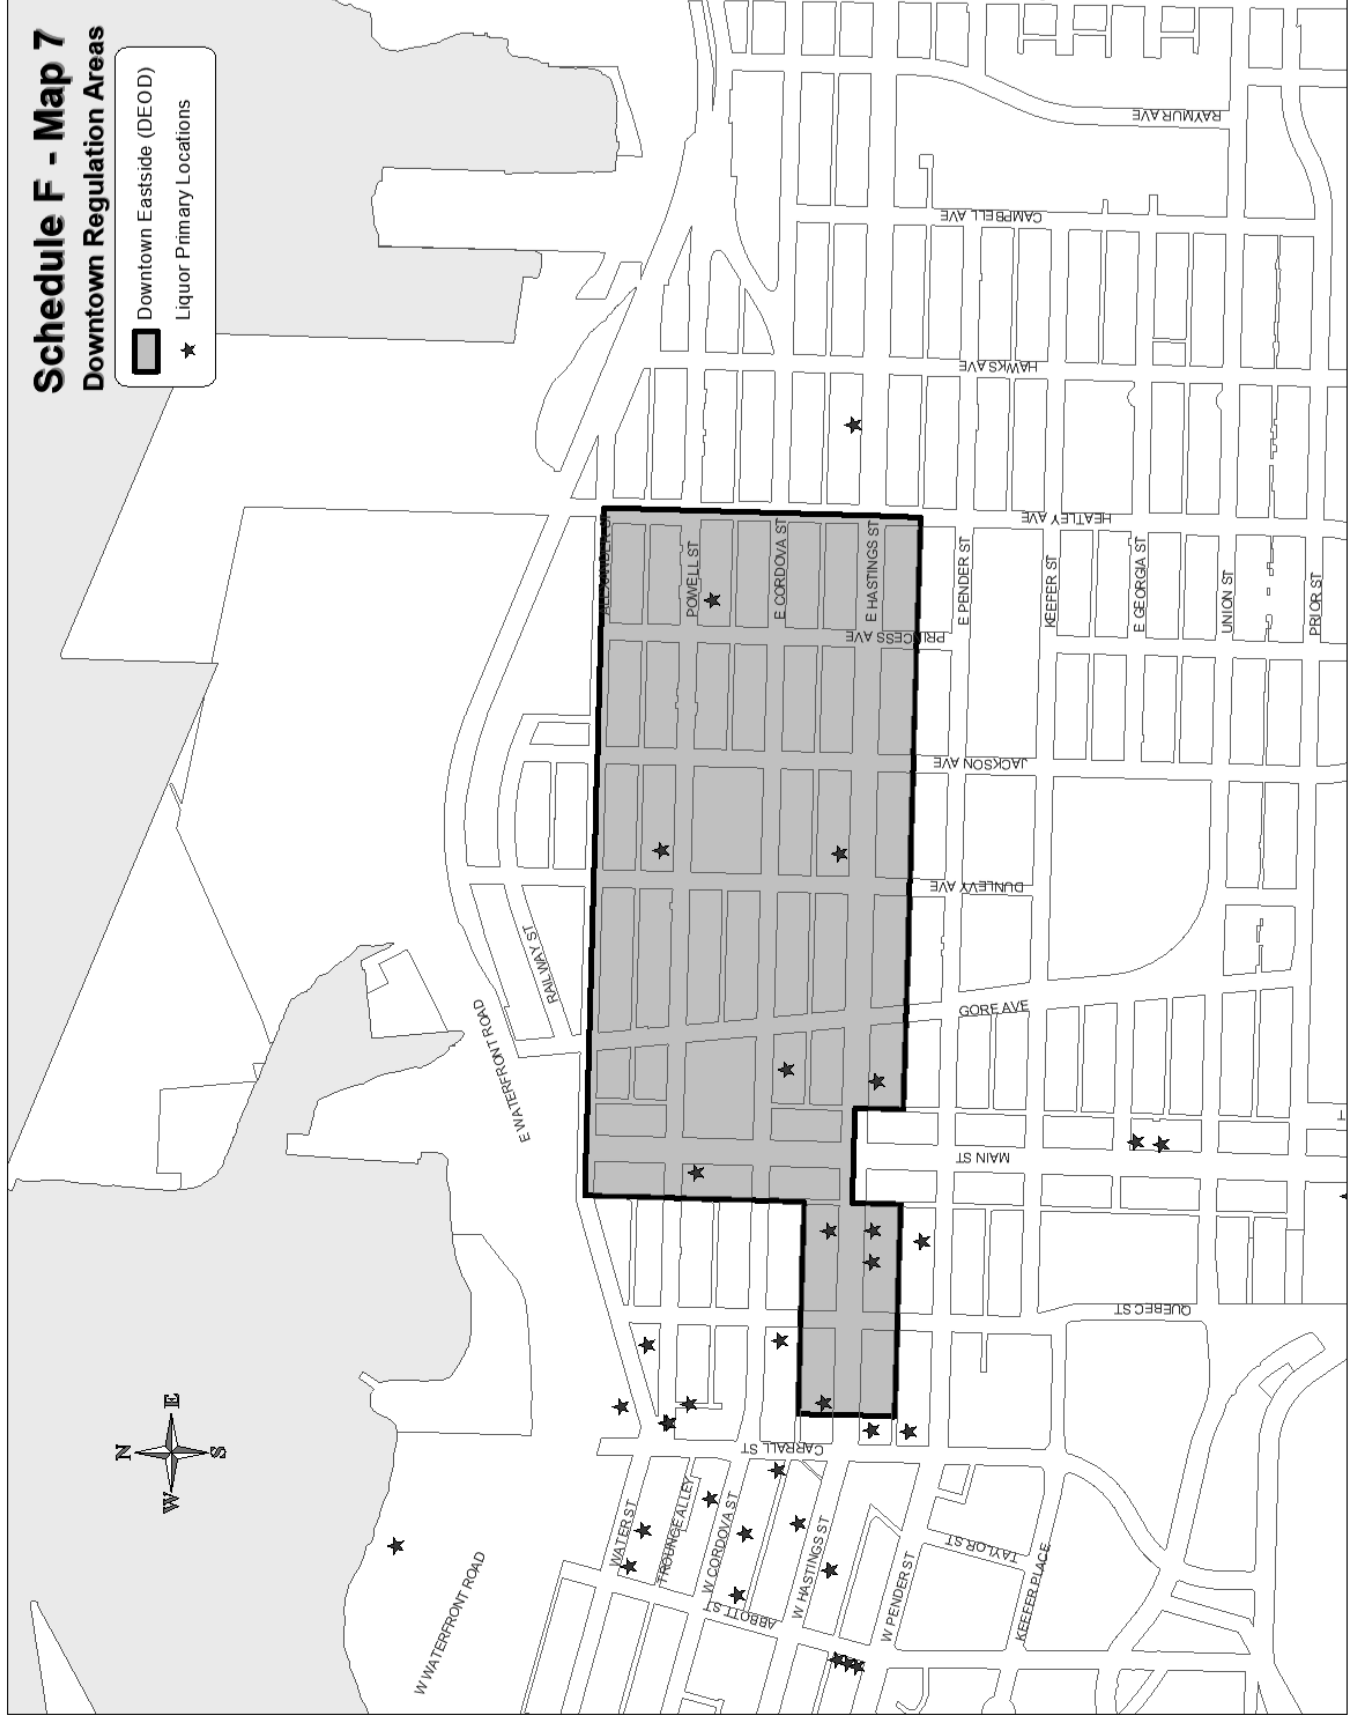 Schedule F - Map 7
Downtown Regulation Areas
Downtown Eastside (DEOD)
Liquor Primary Locations
N
E
S
W
RAYMUR AVE
CAMPBELL AVE
HAWKS AVE
HEATLEY AVE
ALEXANDER ST
POWELL ST
E CORDOVA ST
E HASTINGS ST
E PENDER ST
KEEFER ST
E GEORGIA ST
UNION ST
PRIOR ST
PRINCESS AVE
JACKSON AVE
DUNLEVY AVE
RAILWAY ST
E WATERFRONT ROAD
GORE AVE
MAIN ST
QUEBEC ST
CARRALL ST
WATER ST
TROUNCE ALLEY
W CORDOVA ST
W HASTINGS ST
W PENDER ST
TAYLOR ST
KEEFER PLACE
ABBOTT ST
W WATERFRONT ROAD